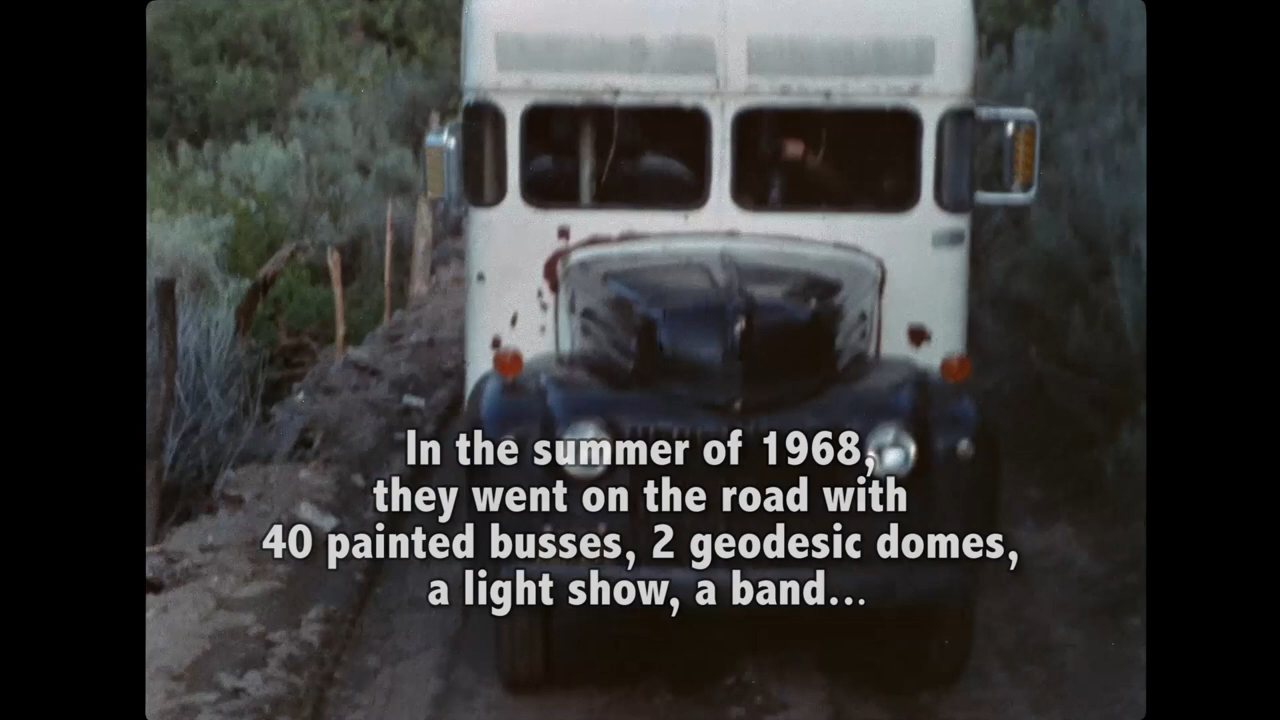 In the summer of 1968,
they went on the road with
40 painted busses, 2 geodesic domes,
a light show, a band...